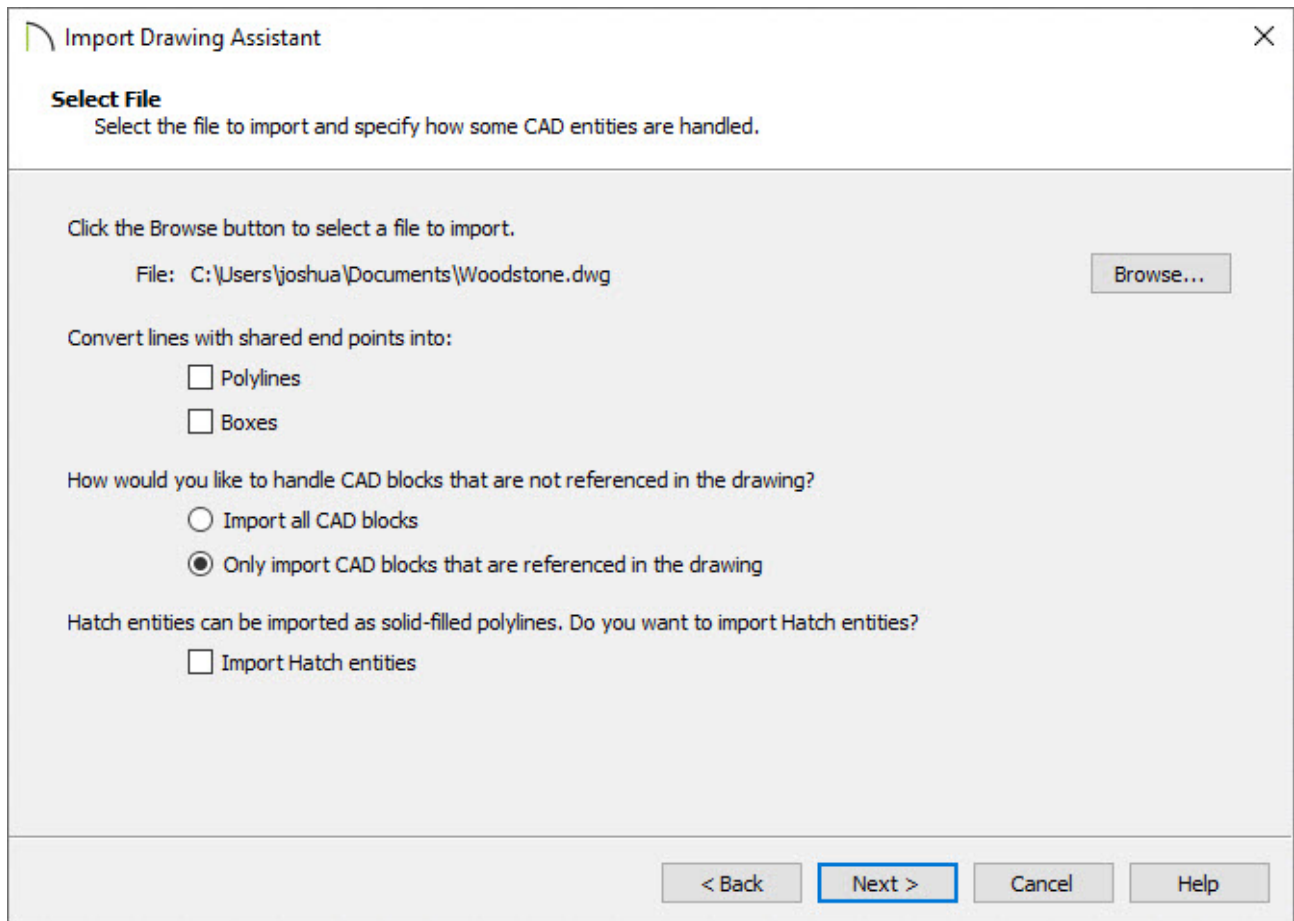 Import Drawing Assistant
Select File
Select the file to import and specify how some CAD entities are handled.
Click the Browse button to select a file to import.
File: C:\Users\joshua\Documents\Woodstone.dwg
Browse...
Convert lines with shared end points into:
Polylines
Boxes
How would you like to handle CAD blocks that are not referenced in the drawing?
Import all CAD blocks
Only import CAD blocks that are referenced in the drawing
Hatch entities can be imported as solid-filled polylines. Do you want to import Hatch entities?
Import Hatch entities
< Back Next > Cancel Help